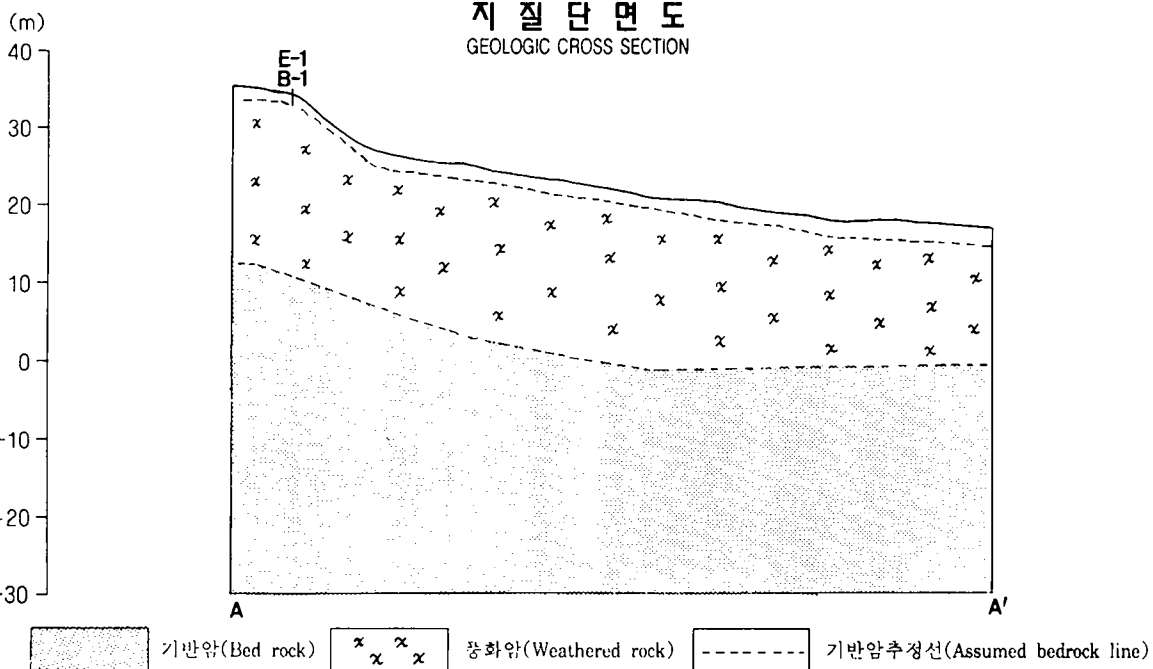 지 질 단 면 도
GEOLOGIC CROSS SECTION
(m)
40
30
20
10
0
-10
-20
-30
E-1
B-1
A
A'
기반암(Bed rock)
풍화암(Weathered rock)
기반암추정선(Assumed bedrock line)